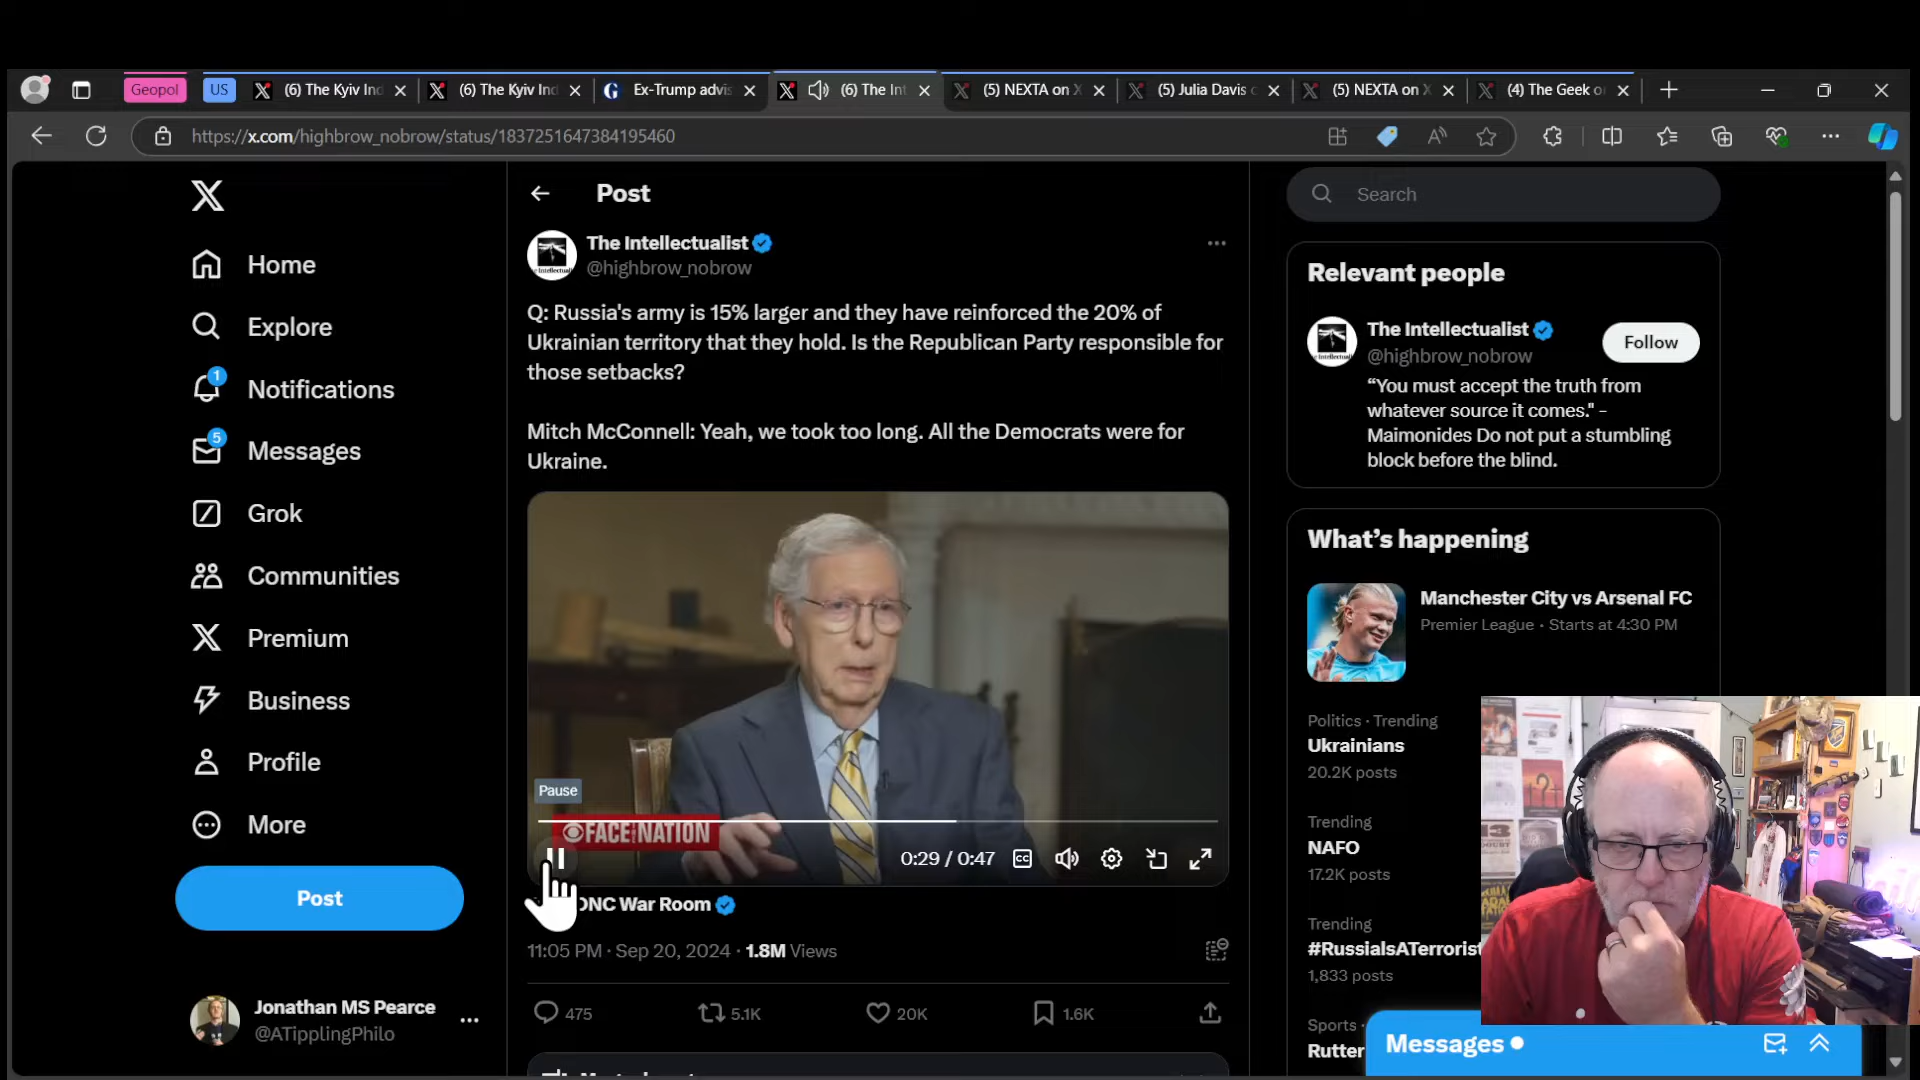 Geopol
US
(6) The Kyiv Ind
(6) The Kyiv Ind
Ex-Trump advis
(6) The Int
(5) NEXTA on X
(5) Julia Davis o
(5) NEXTA on X
(4) The Geek o
https://x.com/highbrow_nobrow/status/1837251647384195460
Home
Explore
1
Notifications
5
Messages
Grok
Communities
Premium
Business
Profile
More
Post
Jonathan MS Pearce
@ATipplingPhilo
Post
The Intellectualist
@highbrow_nobrow
Q: Russia's army is 15% larger and they have reinforced the 20% of
Ukrainian territory that they hold. Is the Republican Party responsible for
those setbacks?
Mitch McConnell: Yeah, we took too long. All the Democrats were for
Ukraine.
Pause
FACE THE NATION
0:29 / 0:47
CC
DNC War Room
11:05 PM · Sep 20, 2024 · 1.8M Views
475
5.1K
20K
1.6K
Search
Relevant people
The Intellectualist
@highbrow_nobrow
Follow
“You must accept the truth from
whatever source it comes." -
Maimonides Do not put a stumbling
block before the blind.
What’s happening
Manchester City vs Arsenal FC
Premier League · Starts at 4:30 PM
Politics · Trending
Ukrainians
20.2K posts
Trending
NAFO
17.2K posts
Trending
#RussiaIsATerrorist
1,833 posts
Sports ·
Rutter
Messages